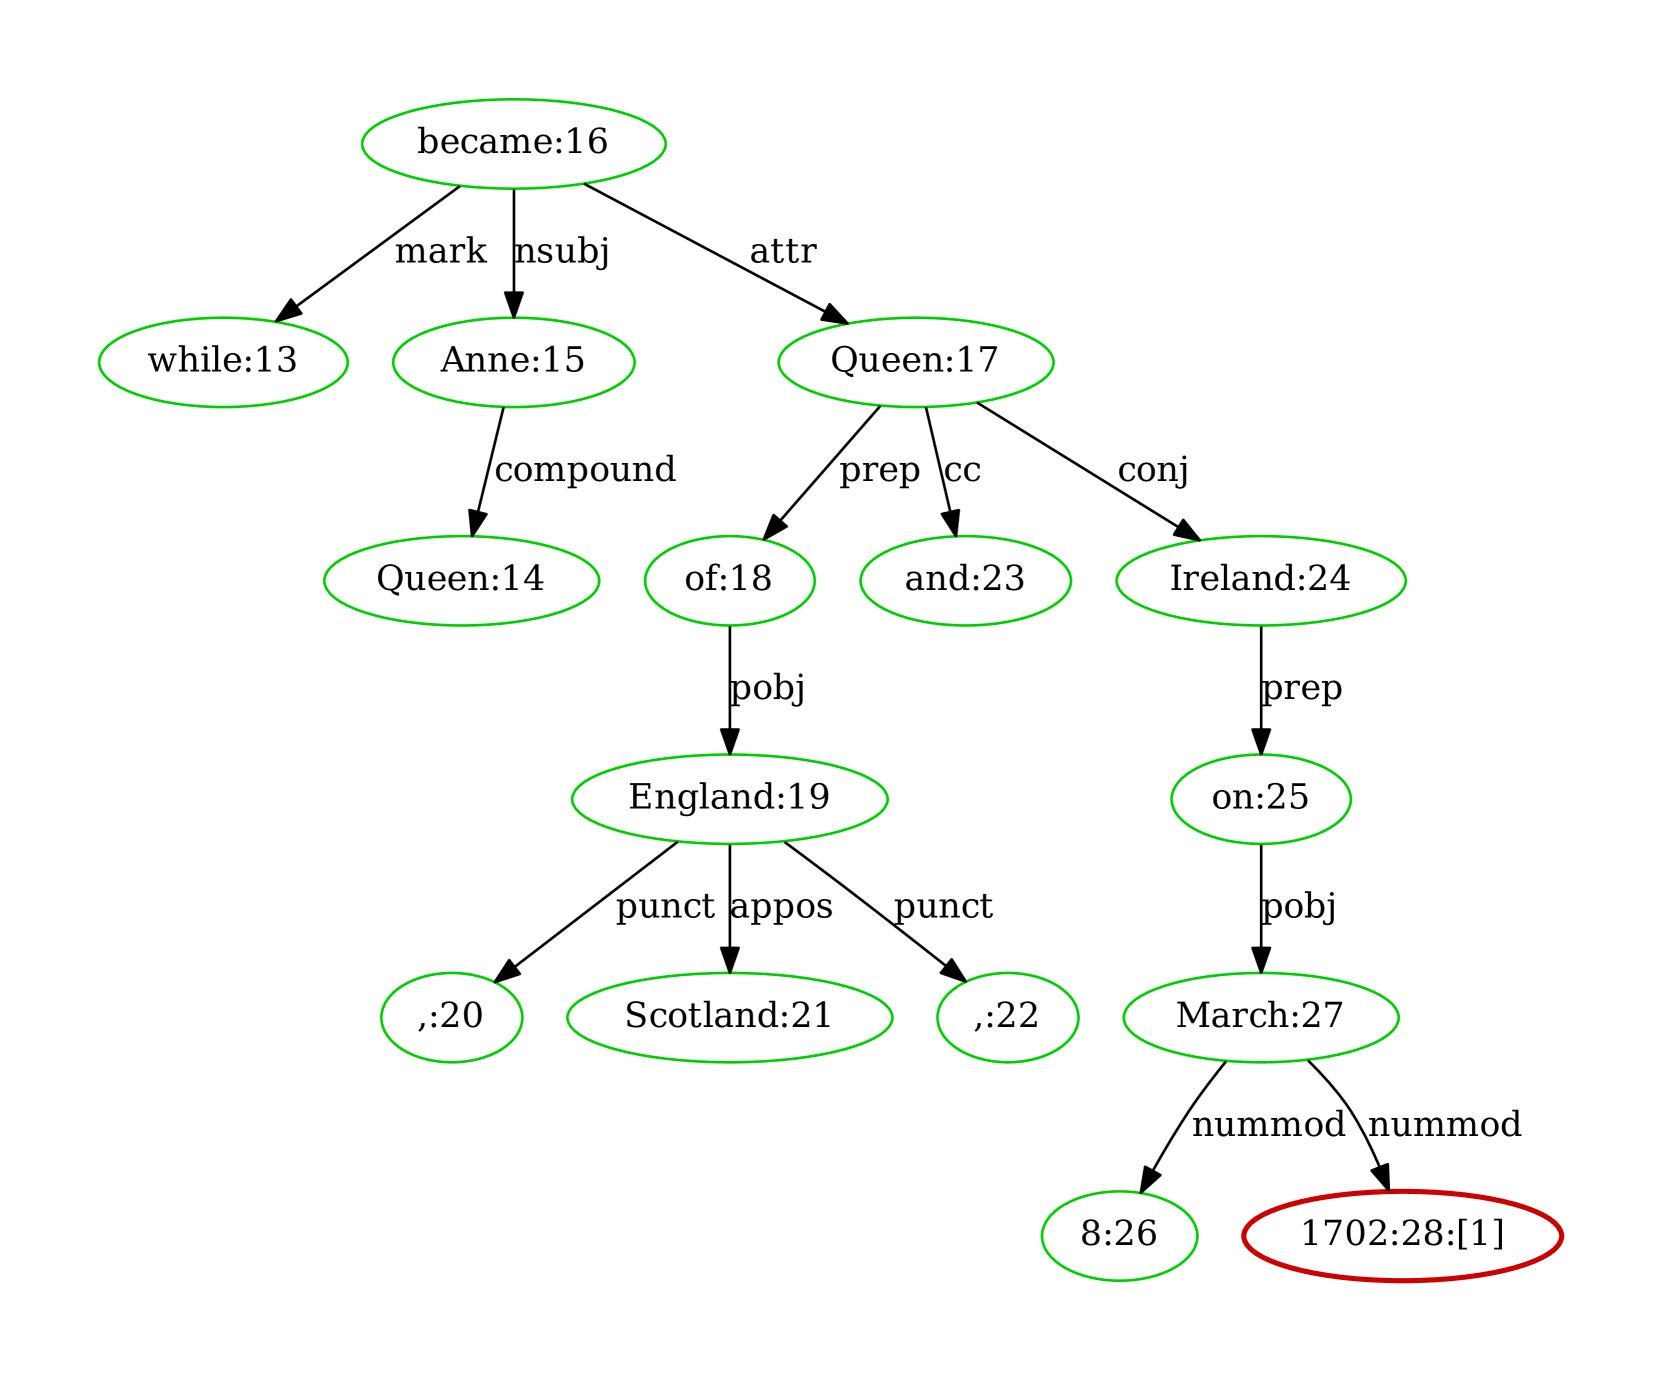 became:16
mark nsubj attr
while:13 Anne:15 Queen:17
compound prep cc conj
Queen:14 of:18 and:23 Ireland:24
pobj prep
England:19 on:25
punct appos punct pobj
,:20 Scotland:21 ,:22 March:27
nummod nummod
8:26 1702:28:[1]